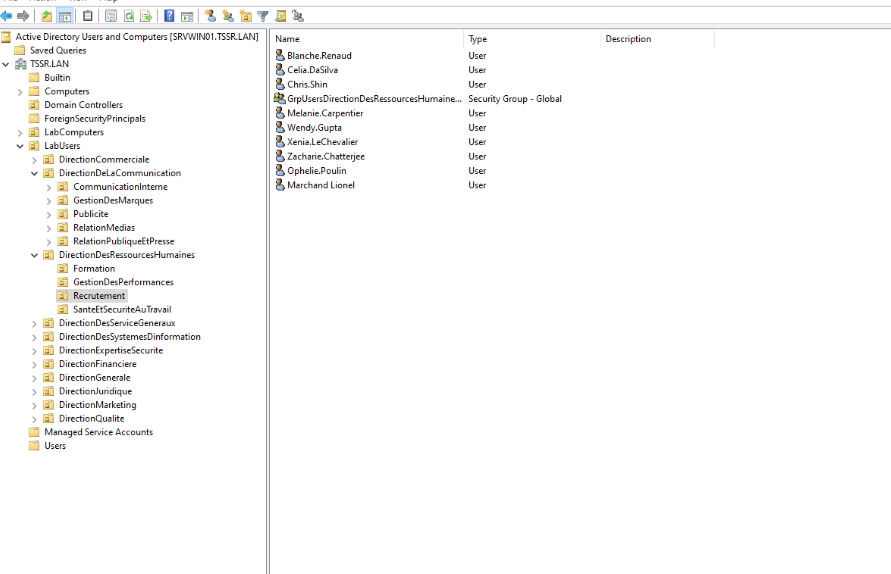 Active Directory Users and Computers [SRVWIN01.TSSR.LAN]
Saved Queries
TSSR.LAN
Builtin
Computers
Domain Controllers
ForeignSecurityPrincipals
LabComputers
LabUsers
DirectionCommerciale
DirectionDeLaCommunication
CommunicationInterne
GestionDesMarques
Publicite
RelationMedias
RelationPubliqueEtPresse
DirectionDesRessourcesHumaines
Formation
GestionDesPerformances
Recrutement
SanteEtSecuriteAuTravail
DirectionDesServiceGeneraux
DirectionDesSystemesDinformation
DirectionExpertiseSecurite
DirectionFinanciere
DirectionGenerale
DirectionJuridique
DirectionMarketing
DirectionQualite
Managed Service Accounts
Users
Name Type Description
Blanche.Renaud User
Celia.DaSilva User
Chris.Shin User
GrpUsersDirectionDesRessourcesHumaine... Security Group - Global
Melanie.Carpentier User
Wendy.Gupta User
Xenia.LeChevalier User
Zacharie.Chatterjee User
Ophelie.Poulin User
Marchand Lionel User